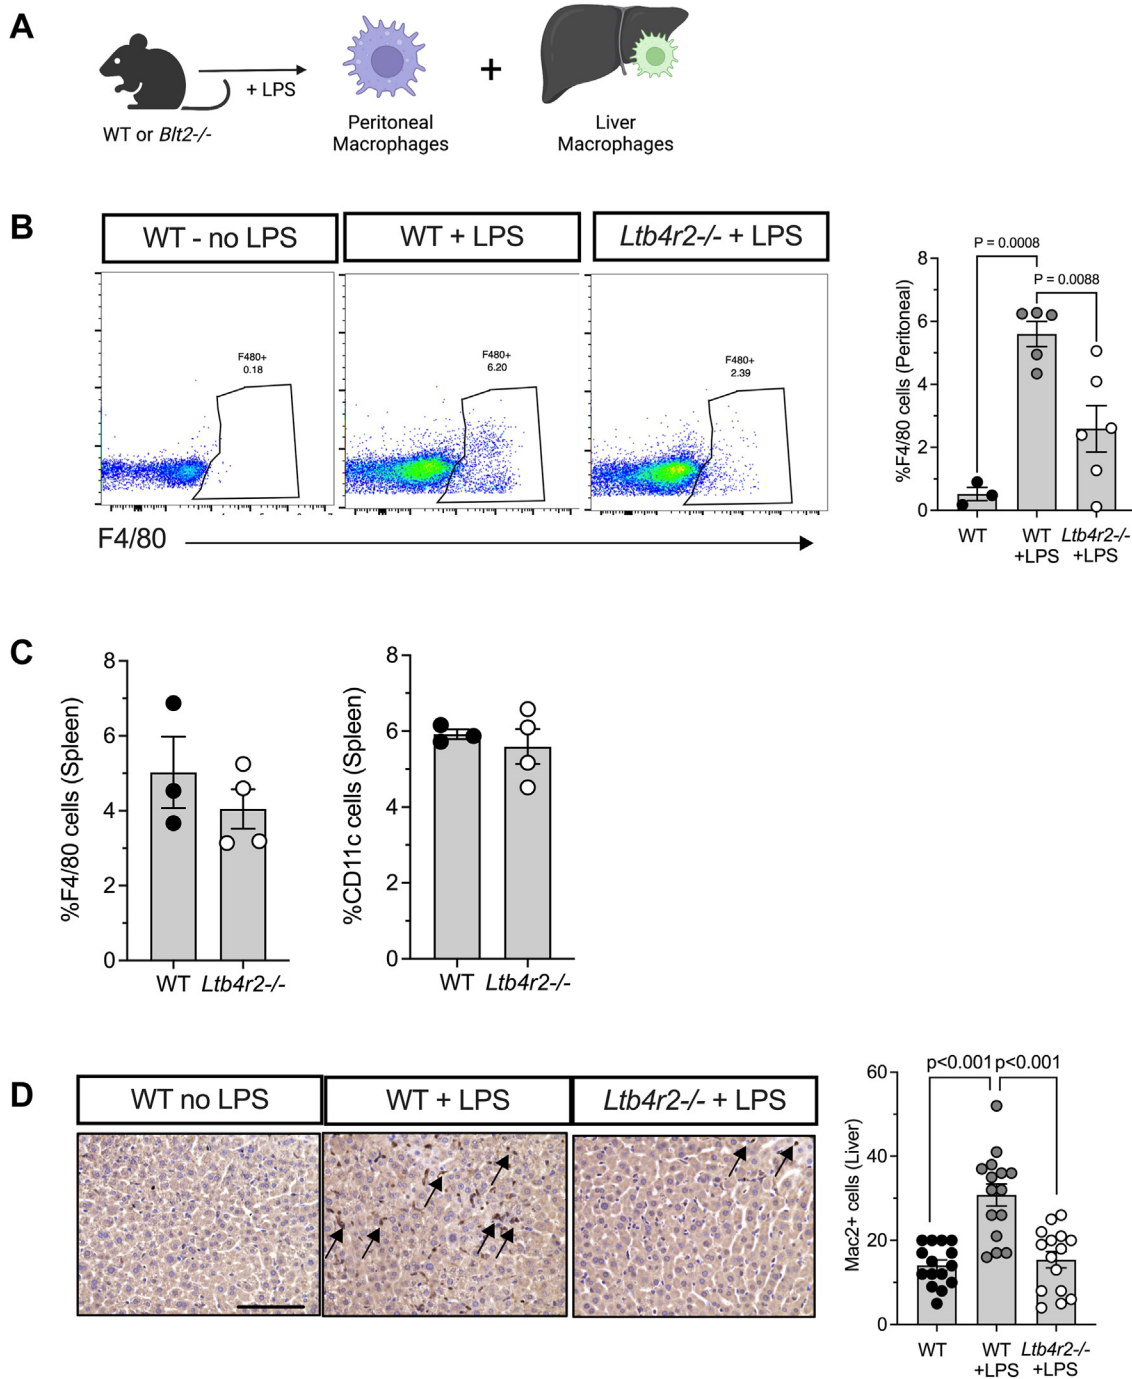 A
+ LPS
WT or Blt2-/-
Peritoneal
Macrophages
+
Liver
Macrophages
B
WT - no LPS
WT + LPS
Ltb4r2-/- + LPS
F480+
0.18
F480+
6.20
F480+
2.39
F4/80
%F4/80 cells (Peritoneal)
8
6
4
2
0
P = 0.0008
P = 0.0088
WT
WT
+LPS
Ltb4r2-/-
+LPS
C
%F4/80 cells (Spleen)
8
6
4
2
0
WT
Ltb4r2-/-
%CD11c cells (Spleen)
8
6
4
2
0
WT
Ltb4r2-/-
D
WT no LPS
WT + LPS
Ltb4r2-/- + LPS
Mac2+ cells (Liver)
60
40
20
0
p<0.001
p<0.001
WT
WT
+LPS
Ltb4r2-/-
+LPS